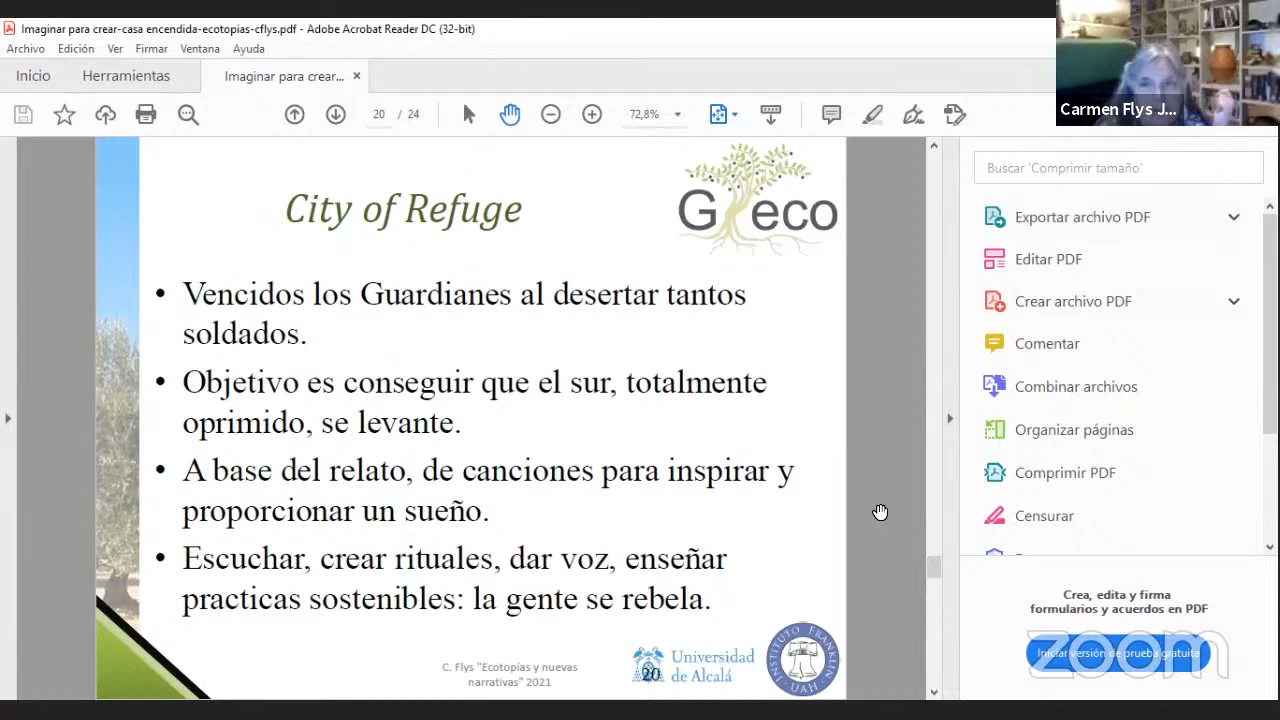 Imaginar para crear-casa encendida-ecotopias-cflys.pdf - Adobe Acrobat Reader DC (32-bit)
Archivo Edición Ver Firmar Ventana Ayuda
Inicio Herramientas Imaginar para crear... ×
20 / 24 72,8%
Carmen Flys J...
Buscar 'Comprimir tamaño'
Exportar archivo PDF
Editar PDF
Crear archivo PDF
Comentar
Combinar archivos
Organizar páginas
Comprimir PDF
Censurar
Crea, edita y firma
formularios y acuerdos en PDF
Iniciar versión de prueba gratuita
zoom
City of Refuge
G eco
• Vencidos los Guardianes al desertar tantos
soldados.
• Objetivo es conseguir que el sur, totalmente
oprimido, se levante.
• A base del relato, de canciones para inspirar y
proporcionar un sueño.
• Escuchar, crear rituales, dar voz, enseñar
practicas sostenibles: la gente se rebela.
C. Flys "Ecotopías y nuevas
narrativas" 2021
20
Universidad
de Alcalá
INSTITUTO FRANKLIN
UAH